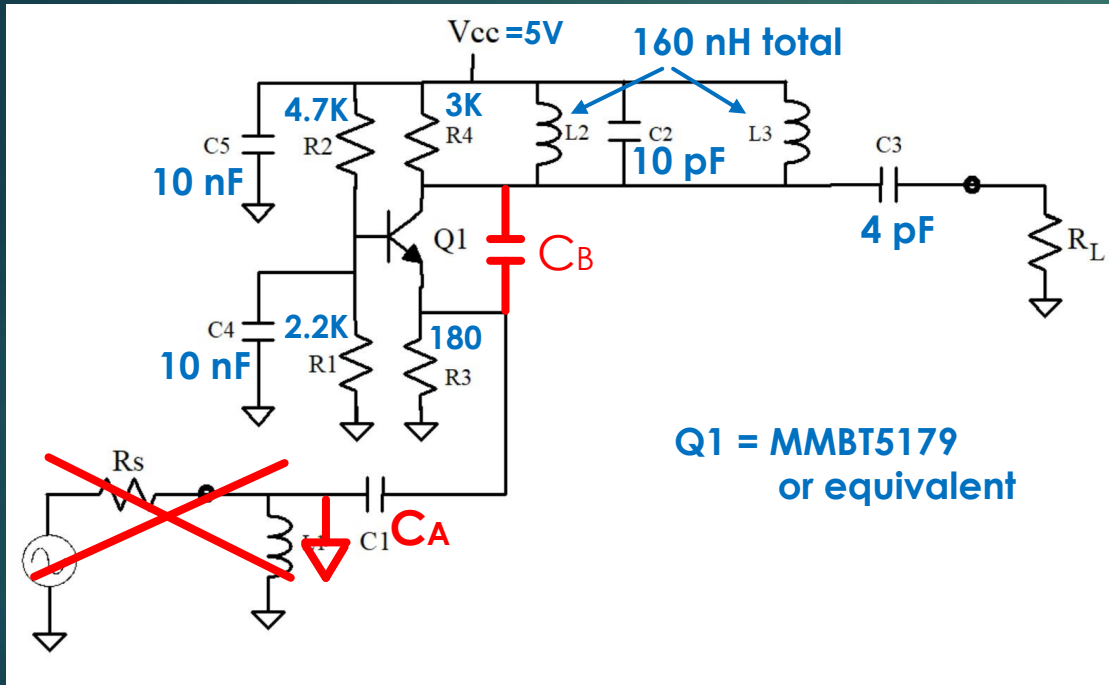 Vcc =5V
160 nH total
4.7K
3K
C5
R2
R4
L2
C2
L3
C3
10 nF
10 pF
4 pF
Q1
CB
RL
C4
2.2K
180
10 nF
R1
R3
Q1 = MMBT5179
or equivalent
Rs
L1
C1
CA